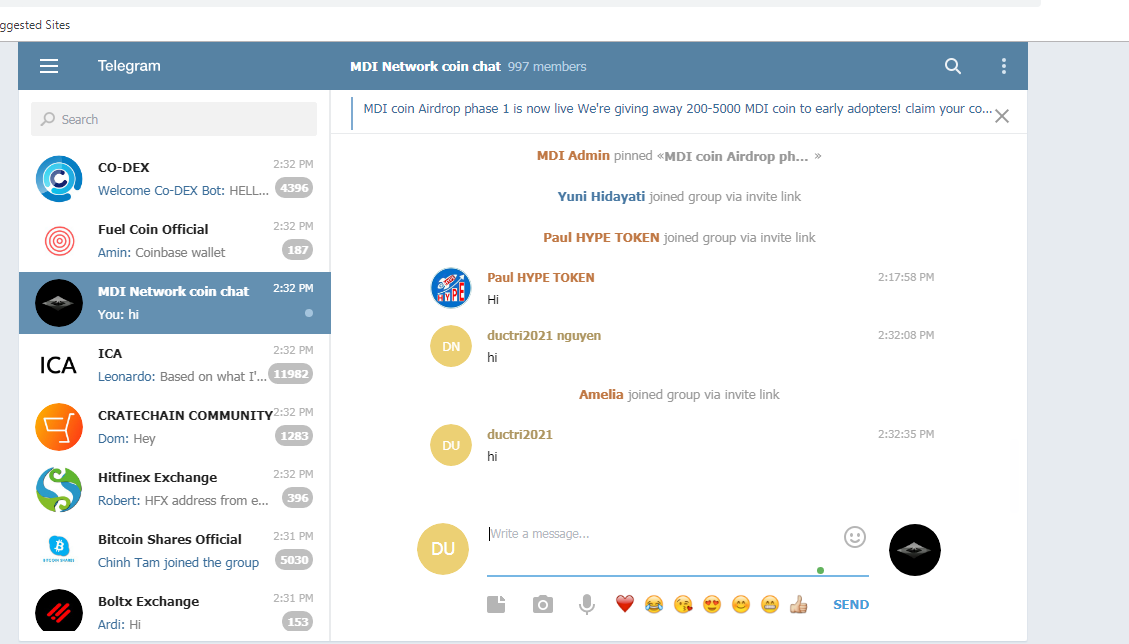 ggested Sites
Telegram
MDI Network coin chat 997 members
Search
MDI coin Airdrop phase 1 is now live We're giving away 200-5000 MDI coin to early adopters! claim your co...
CO-DEX 2:32 PM
Welcome Co-DEX Bot: HELL... 4396
Fuel Coin Official 2:32 PM
Amin: Coinbase wallet 187
MDI Network coin chat 2:32 PM
You: hi
ICA
ICA 2:32 PM
Leonardo: Based on what I'... 11982
CRATECHAIN COMMUNITY 2:32 PM
Dom: Hey 1283
Hitfinex Exchange 2:32 PM
Robert: HFX address from e... 396
BITCOIN SHARES
Bitcoin Shares Official 2:31 PM
Chinh Tam joined the group 5030
Boltx Exchange 2:31 PM
Ardi: Hi 153
MDI Admin pinned «MDI coin Airdrop ph... »
Yuni Hidayati joined group via invite link
Paul HYPE TOKEN joined group via invite link
HYPE
Paul HYPE TOKEN 2:17:58 PM
Hi
DN
ductri2021 nguyen 2:32:08 PM
hi
Amelia joined group via invite link
DU
ductri2021 2:32:35 PM
hi
DU
Write a message...
SEND